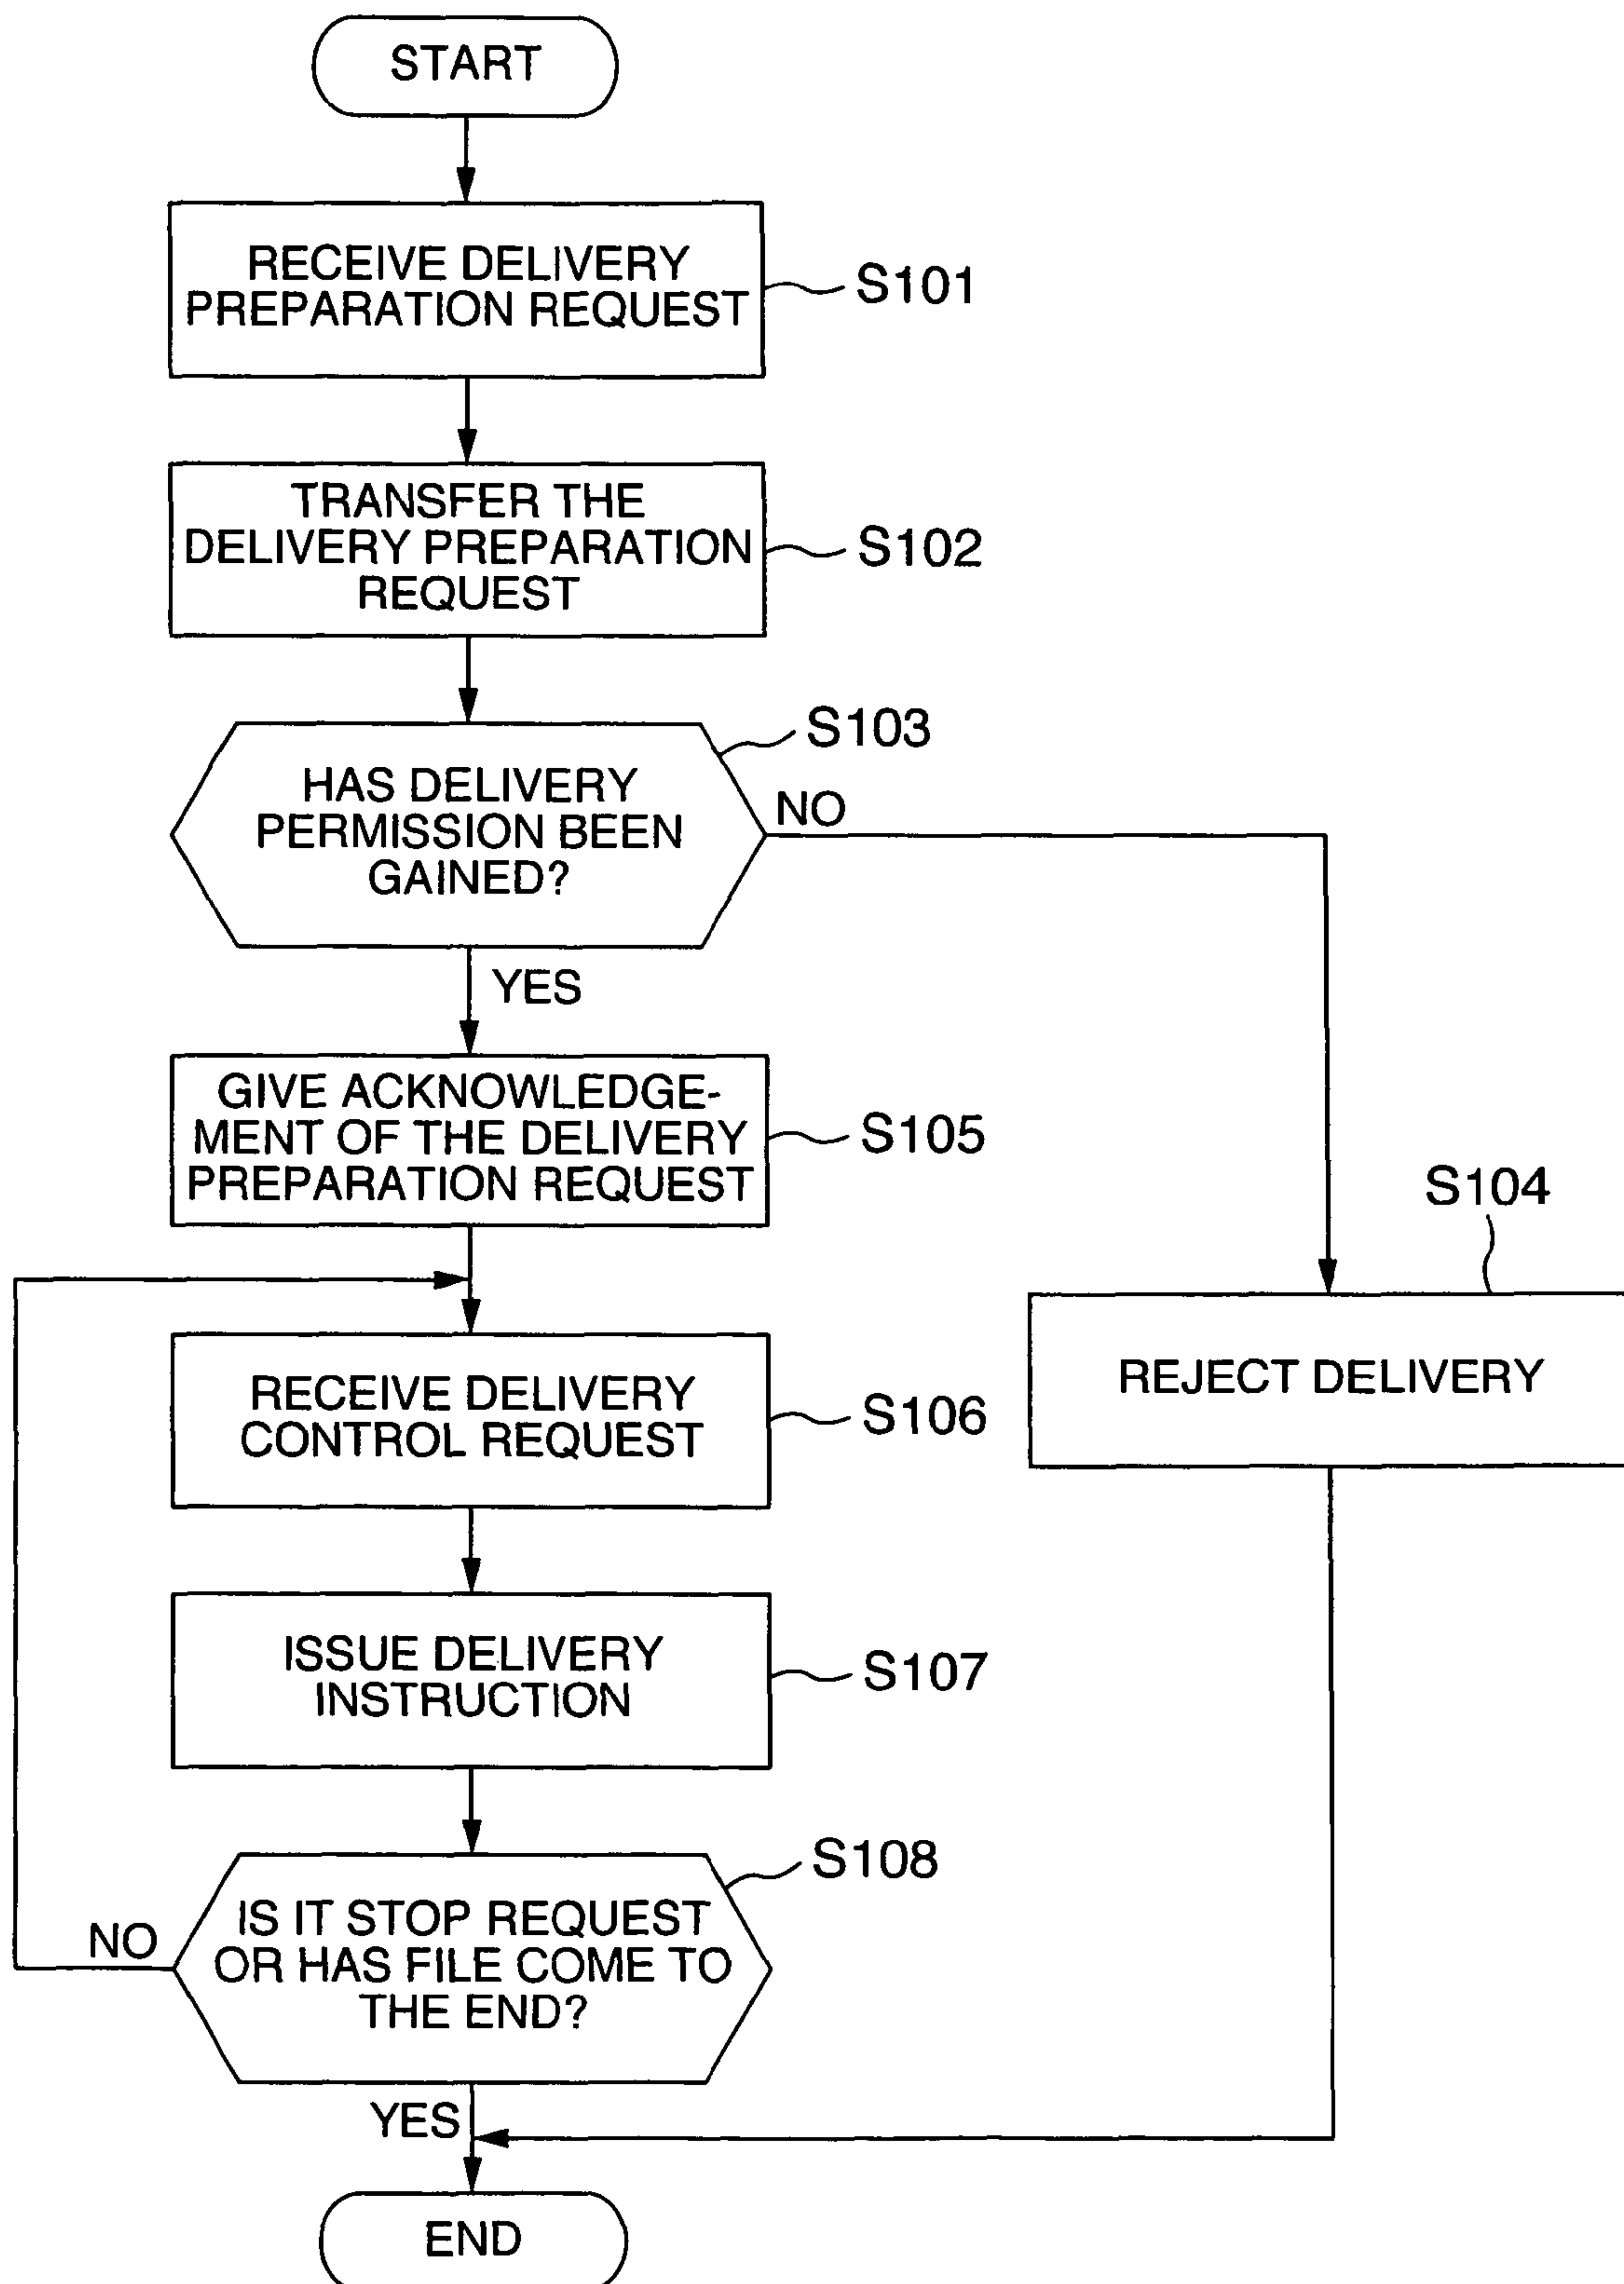 START
RECEIVE DELIVERY
PREPARATION REQUEST
S101
TRANSFER THE
DELIVERY PREPARATION
REQUEST
S102
S103
HAS DELIVERY
PERMISSION BEEN
GAINED?
NO
YES
GIVE ACKNOWLEDGE-
MENT OF THE DELIVERY
PREPARATION REQUEST
S105
S104
REJECT DELIVERY
RECEIVE DELIVERY
CONTROL REQUEST
S106
ISSUE DELIVERY
INSTRUCTION
S107
S108
IS IT STOP REQUEST
OR HAS FILE COME TO
THE END?
NO
YES
END